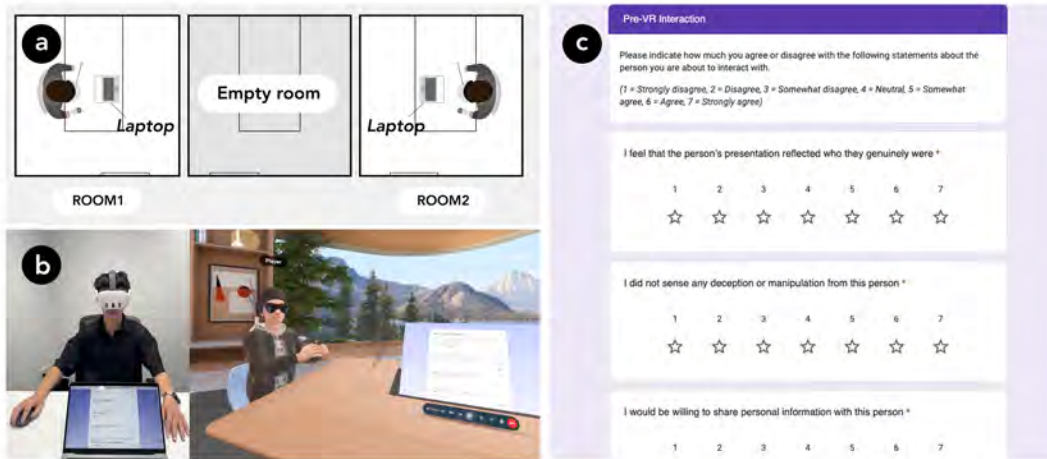 a
Empty room
Laptop
Laptop
ROOM1
ROOM2
b
Player
c
Pre-VR Interaction
Please indicate how much you agree or disagree with the following statements about the
person you are about to interact with.
(1 = Strongly disagree, 2 = Disagree, 3 = Somewhat disagree, 4 = Neutral, 5 = Somewhat
agree, 6 = Agree, 7 = Strongly agree)
I feel that the person's presentation reflected who they genuinely were *
1 2 3 4 5 6 7
I did not sense any deception or manipulation from this person *
1 2 3 4 5 6 7
I would be willing to share personal information with this person *
1 2 3 4 5 6 7